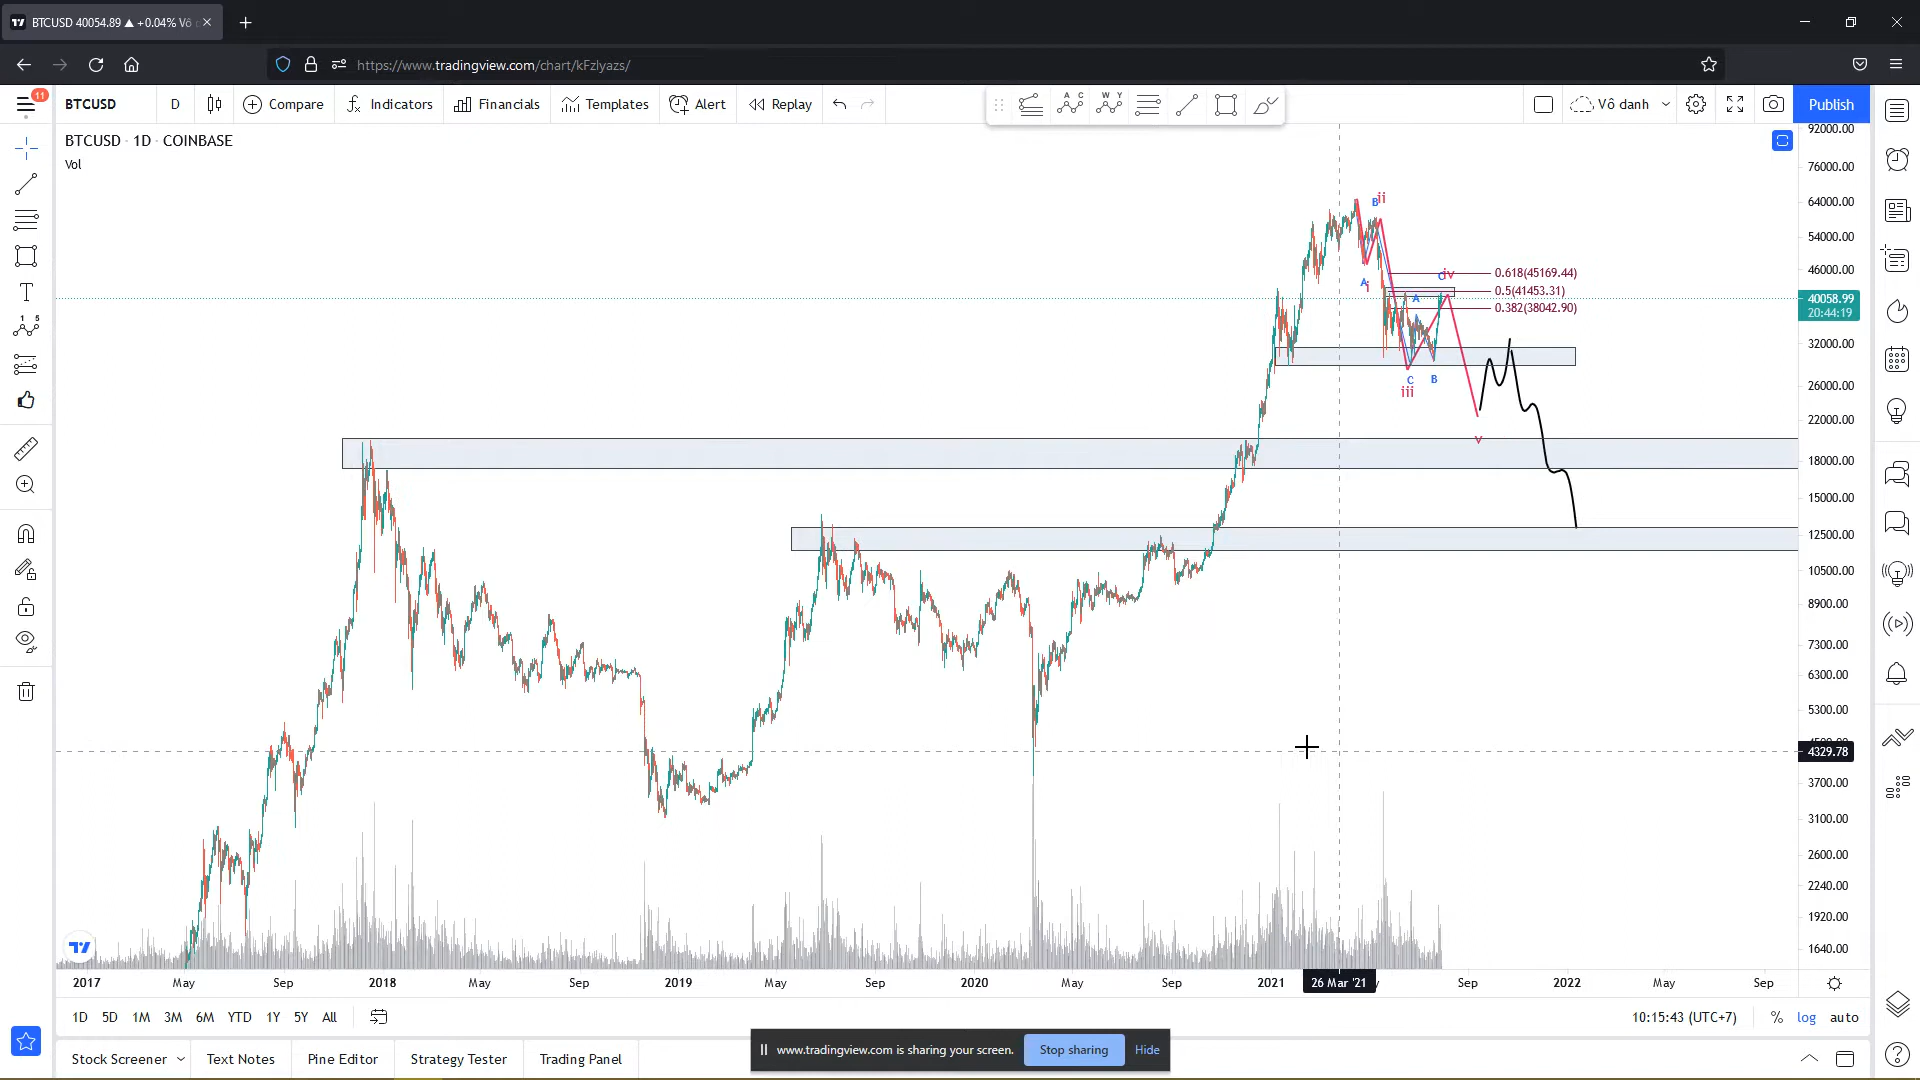 BTCUSD 40054.89 ▲ +0.04% Vô
https://www.tradingview.com/chart/kFzlyazs/
11
BTCUSD D Compare Indicators Financials Templates Alert Replay A C W Y Vô danh Publish
BTCUSD · 1D · COINBASE
Vol
1 5
92000.00
76000.00
64000.00
54000.00
46000.00
40058.99
20:44:19
32000.00
26000.00
22000.00
18000.00
15000.00
12500.00
10500.00
8900.00
7300.00
6300.00
5300.00
4329.78
3700.00
3100.00
2600.00
2240.00
1920.00
1640.00
B ii
0.618(45169.44)
C iv
A i
0.5(41453.31)
A
0.382(38042.90)
C B
iii
v
2017 May Sep 2018 May Sep 2019 May Sep 2020 May Sep 2021 26 Mar '21 Sep 2022 May Sep
1D 5D 1M 3M 6M YTD 1Y 5Y All 10:15:43 (UTC+7) % log auto
Stock Screener Text Notes Pine Editor Strategy Tester Trading Panel
www.tradingview.com is sharing your screen. Stop sharing Hide